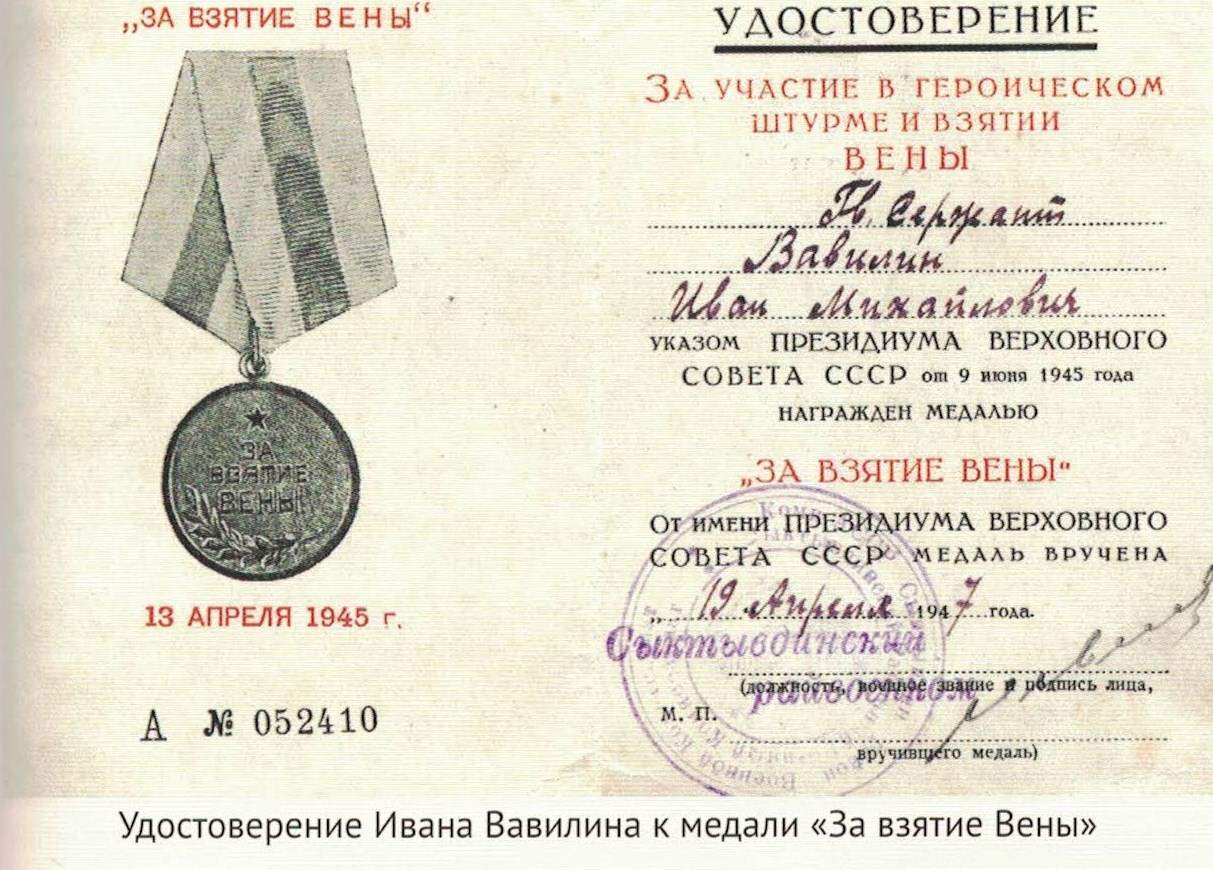 „ЗА ВЗЯТИЕ ВЕНЫ“
ЗА
ВЗЯТИЕ
ВЕНЫ
13 АПРЕЛЯ 1945 г.
А № 052410
УДОСТОВЕРЕНИЕ
ЗА УЧАСТИЕ В ГЕРОИЧЕСКОМ
ШТУРМЕ И ВЗЯТИИ
ВЕНЫ
Гв. Сержант
Вавилин
Иван Михайлович
УКАЗОМ ПРЕЗИДИУМА ВЕРХОВНОГО
СОВЕТА СССР от 9 июня 1945 года
НАГРАЖДЕН МЕДАЛЬЮ
„ЗА ВЗЯТИЕ ВЕНЫ“
ОТ ИМЕНИ ПРЕЗИДИУМА ВЕРХОВНОГО
СОВЕТА СССР МЕДАЛЬ ВРУЧЕНА
„19“ Апреля 1947 года.
Сыктывдинский
райвоенком
(должность, военное звание и подпись лица,
М. П.
вручившего медаль)
Удостоверение Ивана Вавилина к медали «За взятие Вены»